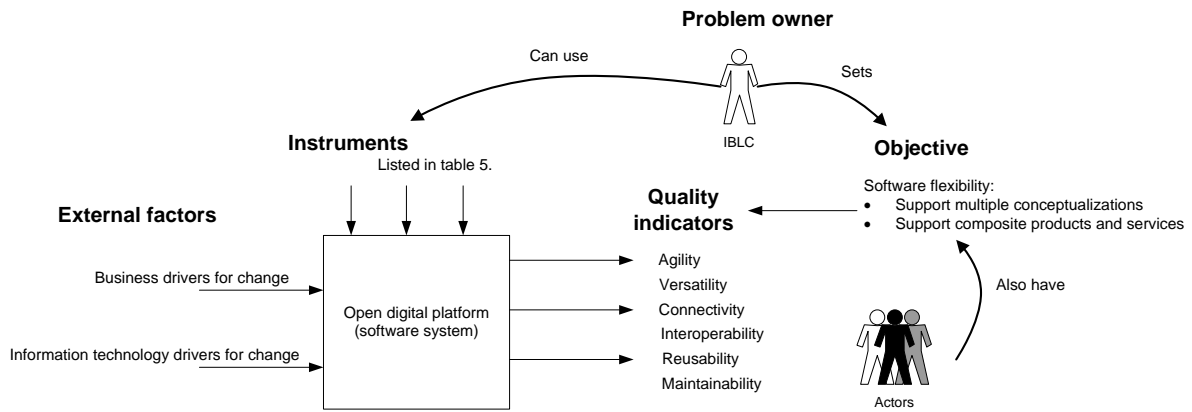 Problem owner
Can use
Sets
IBLC
Instruments
Listed in table 5.
Objective
Software flexibility:
• Support multiple conceptualizations
• Support composite products and services
Quality
indicators
External factors
Agility
Versatility
Connectivity
Interoperability
Reusability
Maintainability
Business drivers for change
Open digital platform
(software system)
Information technology drivers for change
Also have
Actors